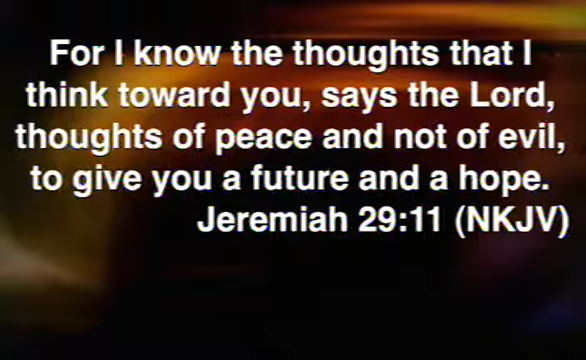 For I know the thoughts that I
think toward you, says the Lord,
thoughts of peace and not of evil,
to give you a future and a hope.
Jeremiah 29:11 (NKJV)